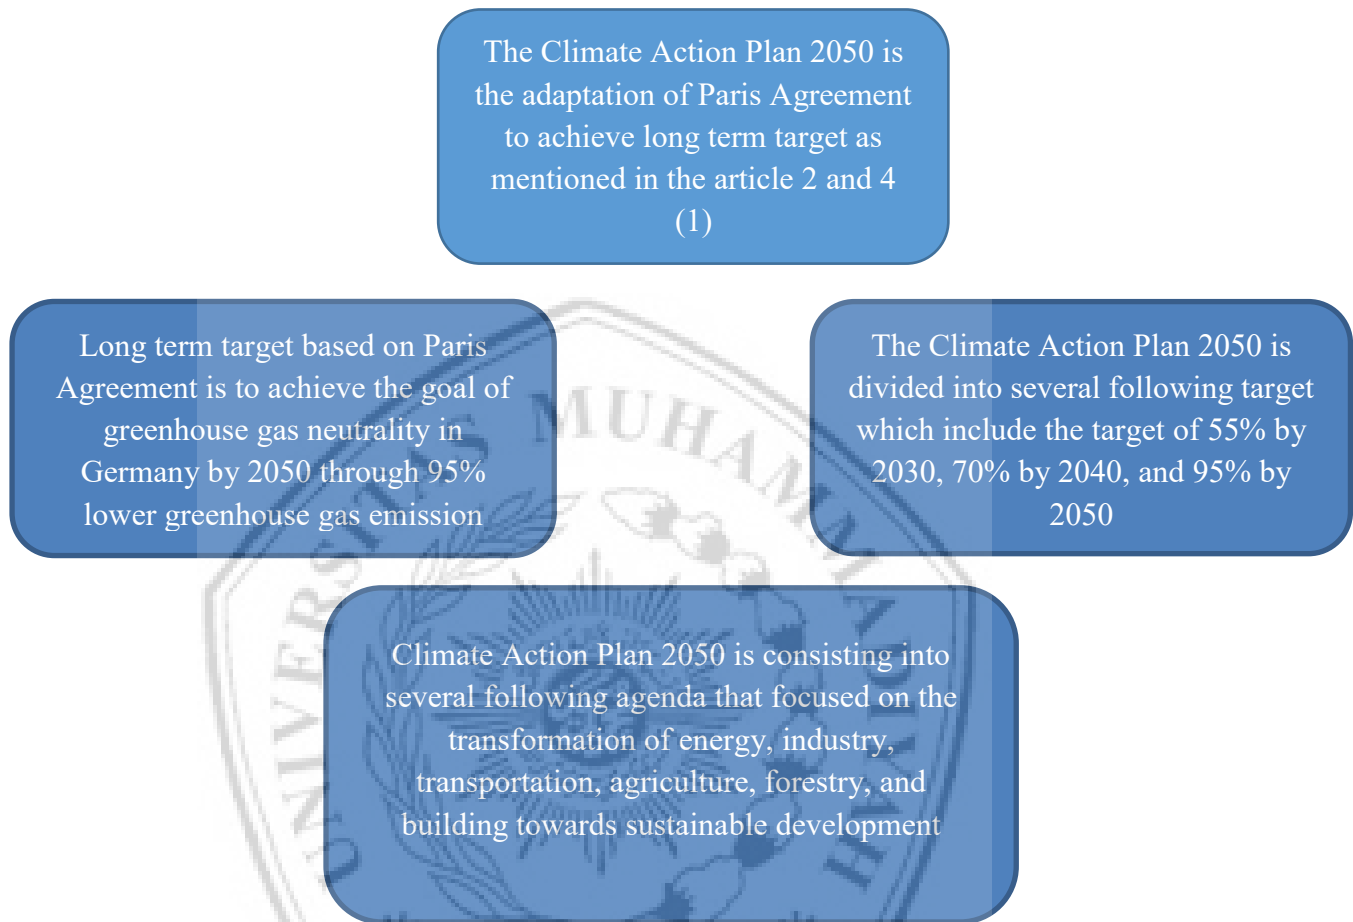 The Climate Action Plan 2050 is
the adaptation of Paris Agreement
to achieve long term target as
mentioned in the article 2 and 4
(1)
Long term target based on Paris
Agreement is to achieve the goal of
greenhouse gas neutrality in
Germany by 2050 through 95%
lower greenhouse gas emission
The Climate Action Plan 2050 is
divided into several following target
which include the target of 55% by
2030, 70% by 2040, and 95% by
2050
Climate Action Plan 2050 is consisting into
several following agenda that focused on the
transformation of energy, industry,
transportation, agriculture, forestry, and
building towards sustainable development
UNIVERSITAS MUHAMMADIYAH